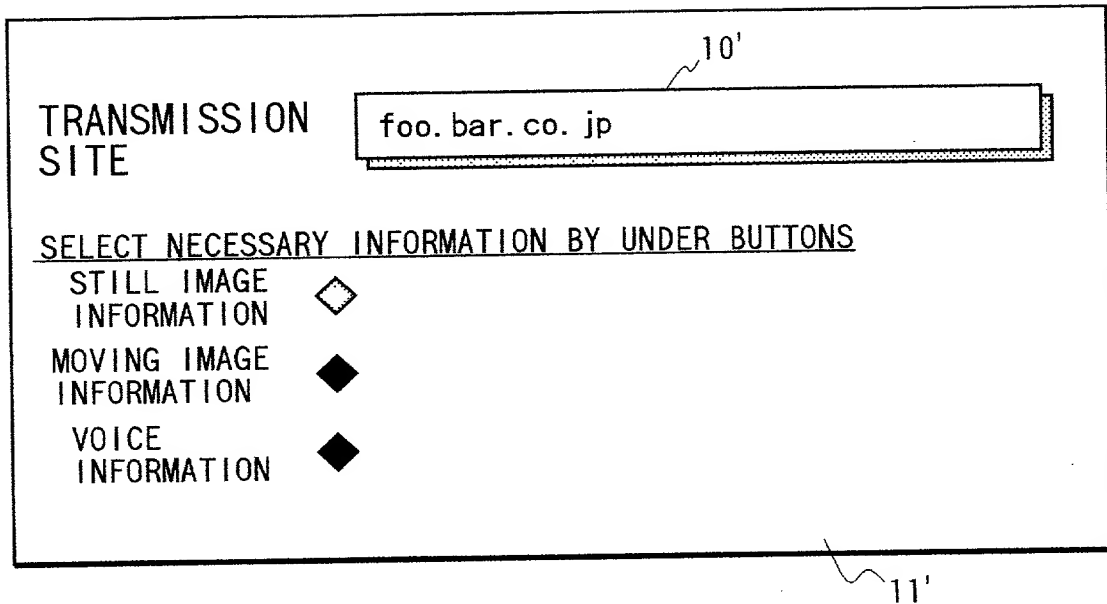 10'
TRANSMISSION
SITE
foo.bar.co.jp
SELECT NECESSARY INFORMATION BY UNDER BUTTONS
STILL IMAGE
INFORMATION
MOVING IMAGE
INFORMATION
VOICE
INFORMATION
11'